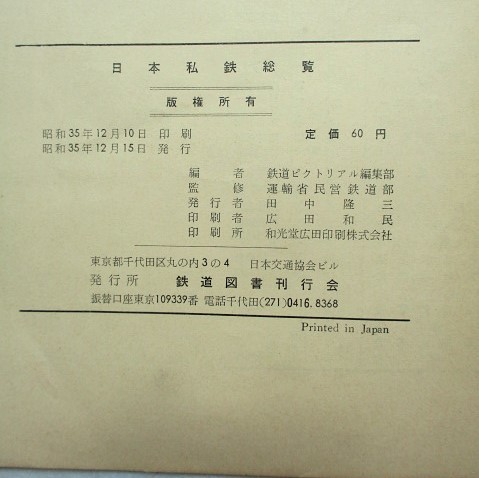 日本私鉄総覧
版権所有
昭和35年12月10日 印刷 定価 60 円
昭和35年12月15日 発行
編者 鉄道ピクトリアル編集部
監修 運輸省民営鉄道部
発行者 田中隆三
印刷者 広田和民
印刷所 和光堂広田印刷株式会社
東京都千代田区丸の内3の4 日本交通協会ビル
発行所 鉄道図書刊行会
振替口座東京109339番 電話千代田(271)0416.8368
Printed in Japan